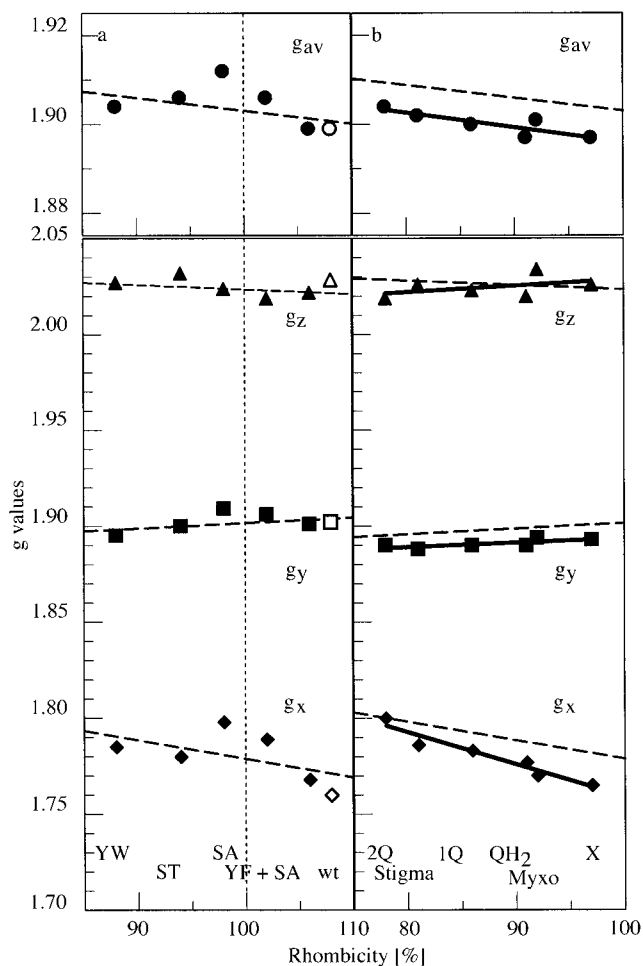 1.92
a
gav
b
1.90
1.88
2.05
2.00
gz
gz
1.95
g values
1.90
gy
gy
1.85
gx
gx
1.80
1.75
YW
SA
2Q
1Q
QH2
X
ST
YF + SA
wt
Stigma
Myxo
1.70
90
100
110
80
90
100
Rhombicity [%]
Rhombicity [%]